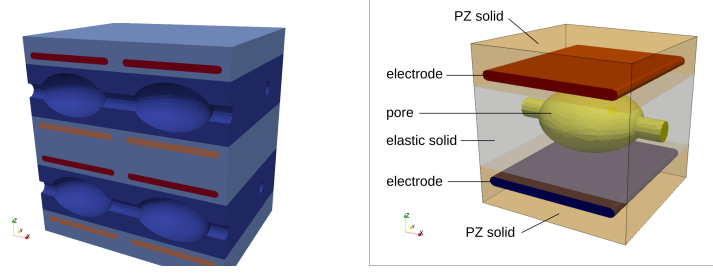 PZ solid
electrode
pore
elastic solid
electrode
PZ solid
Z
Y
X
Z
Y
X